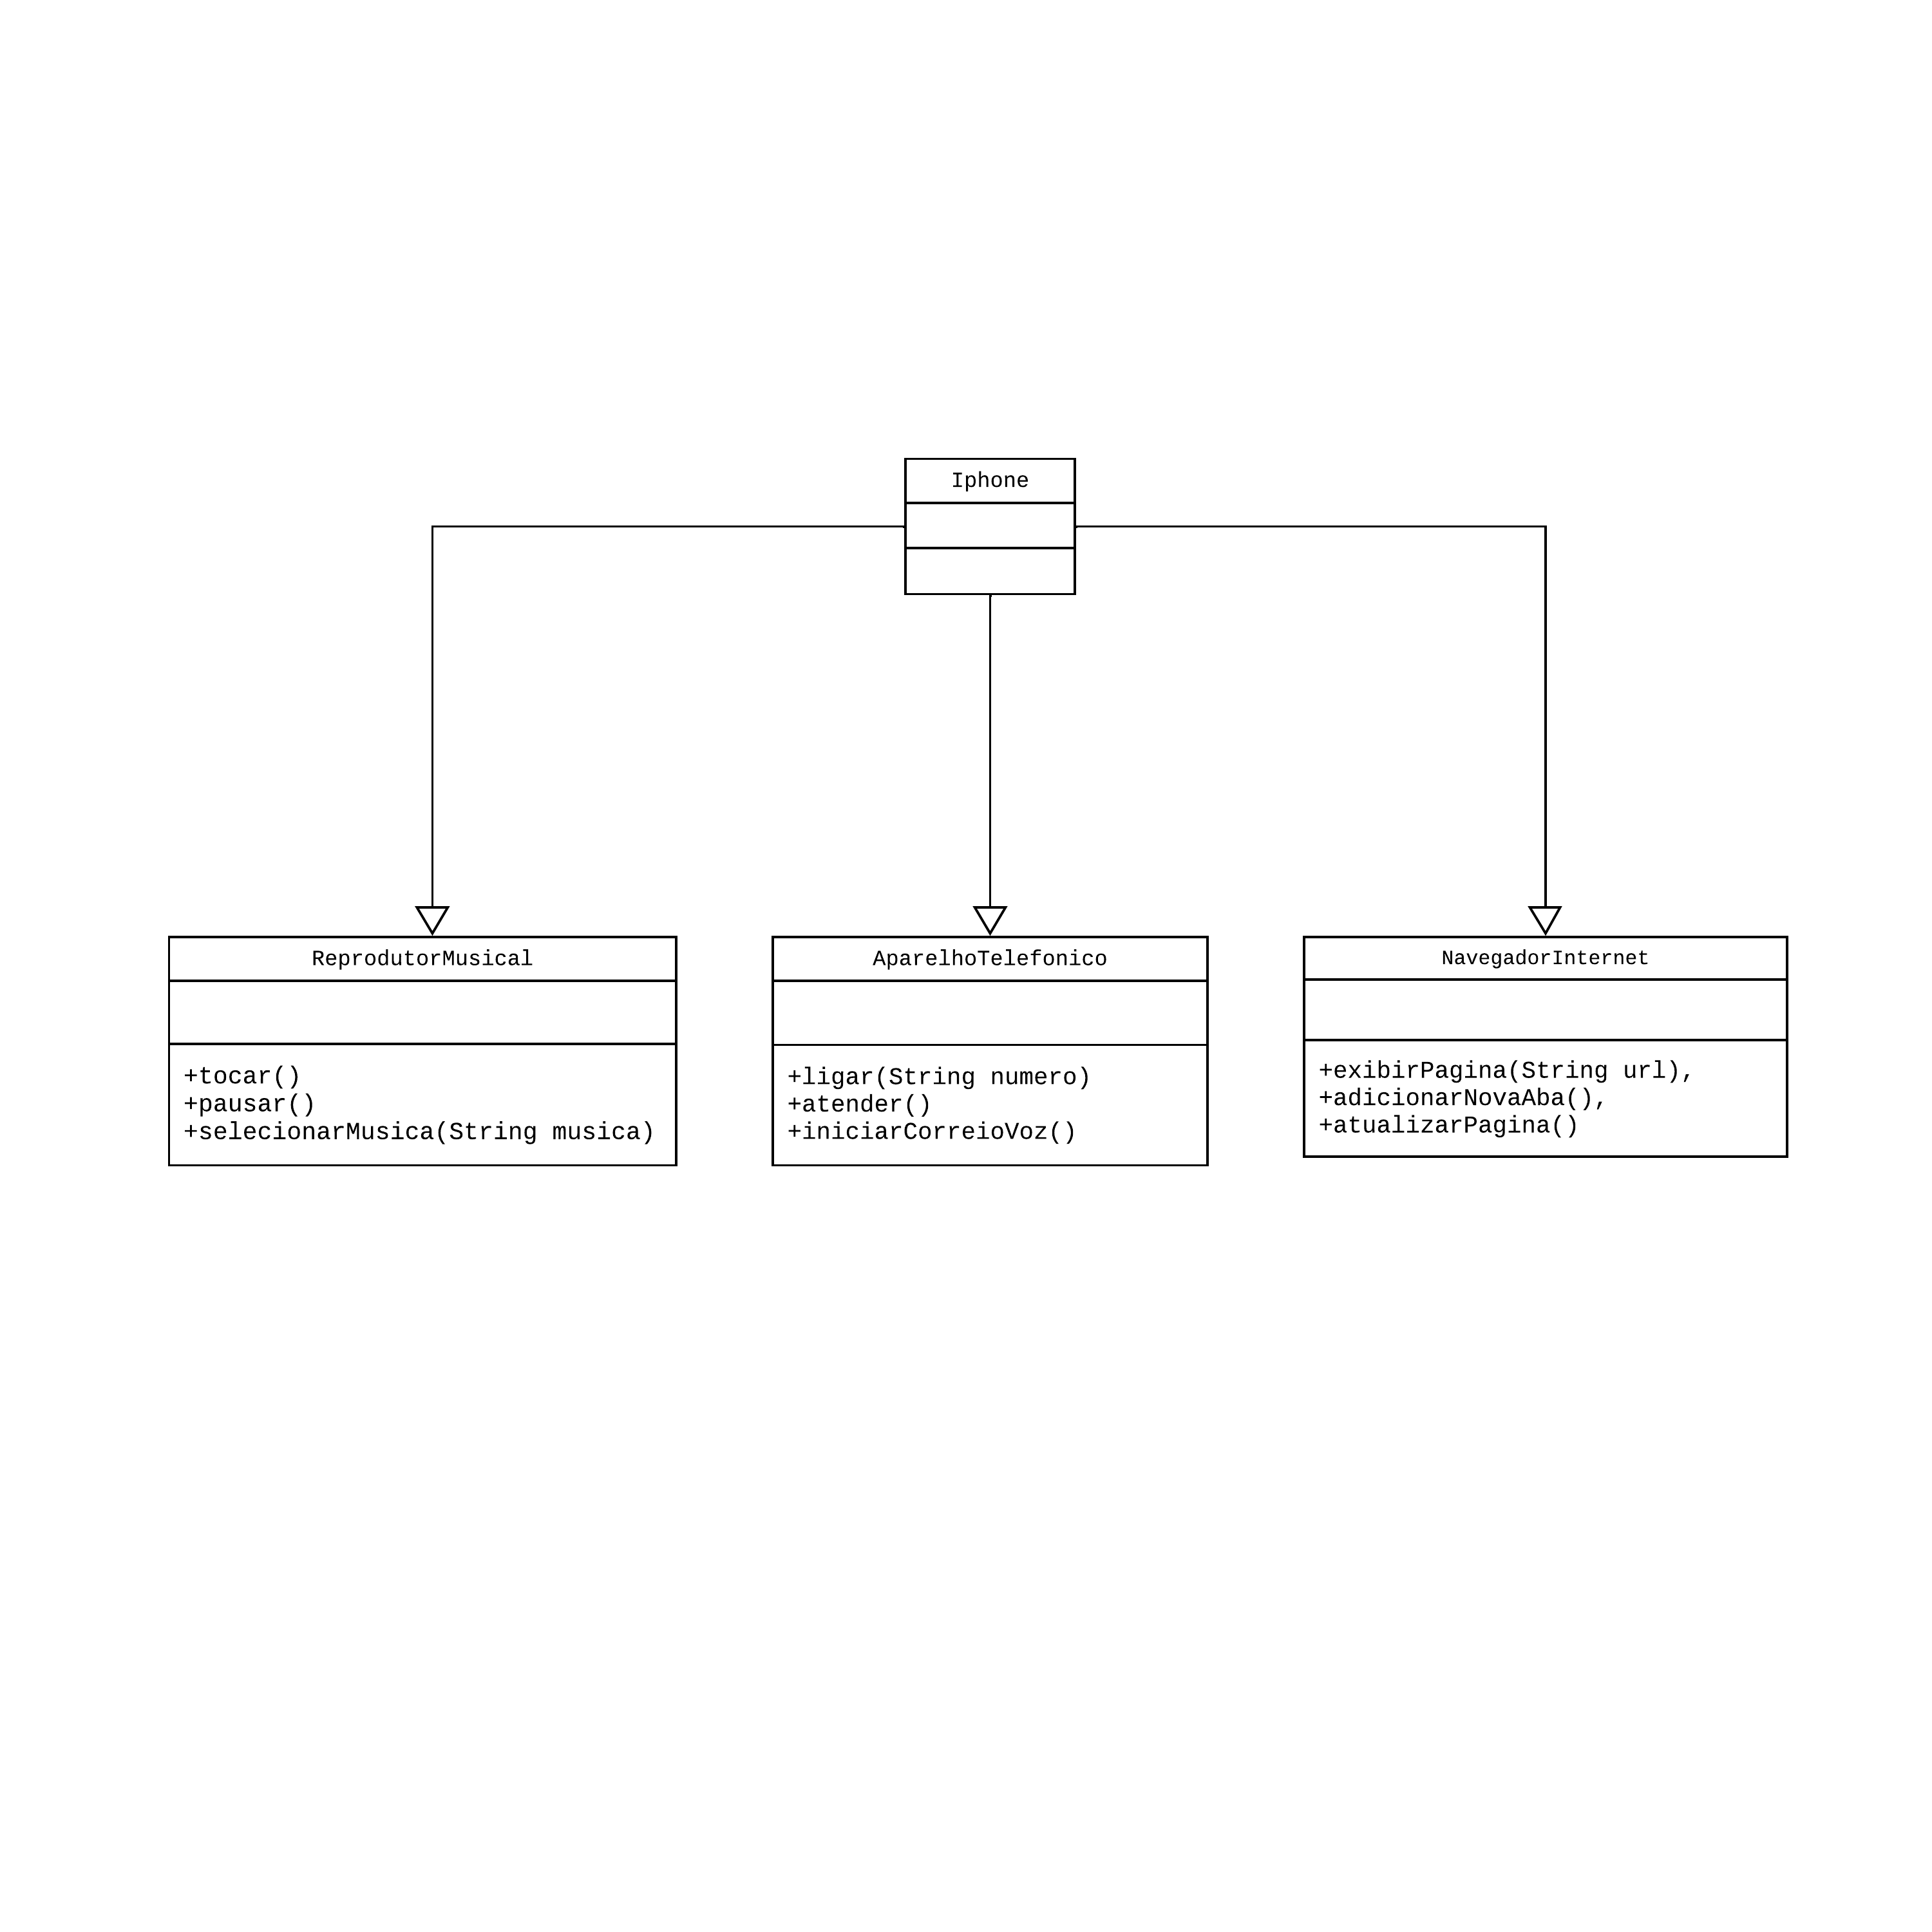 Iphone
ReprodutorMusical
+tocar()
+pausar()
+selecionarMusica(String musica)
AparelhoTelefonico
+ligar(String numero)
+atender()
+iniciarCorreioVoz()
NavegadorInternet
+exibirPagina(String url),
+adicionarNovaAba(),
+atualizarPagina()